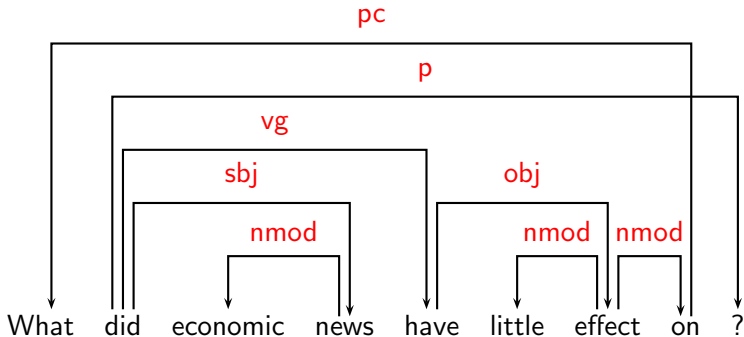 pc
p
vg
sbj obj
nmod nmod nmod
What did economic news have little effect on ?